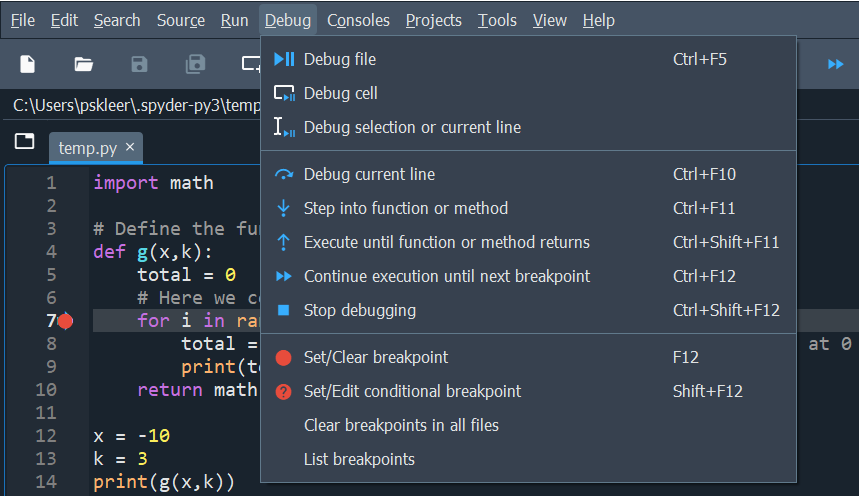 File Edit Search Source Run Debug Consoles Projects Tools View Help
Debug file Ctrl+F5
Debug cell
Debug selection or current line
Debug current line Ctrl+F10
Step into function or method Ctrl+F11
Execute until function or method returns Ctrl+Shift+F11
Continue execution until next breakpoint Ctrl+F12
Stop debugging Ctrl+Shift+F12
Set/Clear breakpoint F12
Set/Edit conditional breakpoint Shift+F12
Clear breakpoints in all files
List breakpoints
C:\Users\pskleer\.spyder-py3\temp
temp.py ×
1 import math
2
3 # Define the fu
4 def g(x,k):
5 total = 0
6 # Here we c
7 for i in ra
8 total = at 0
9 print(t
10 return math
11
12 x = -10
13 k = 3
14 print(g(x,k))